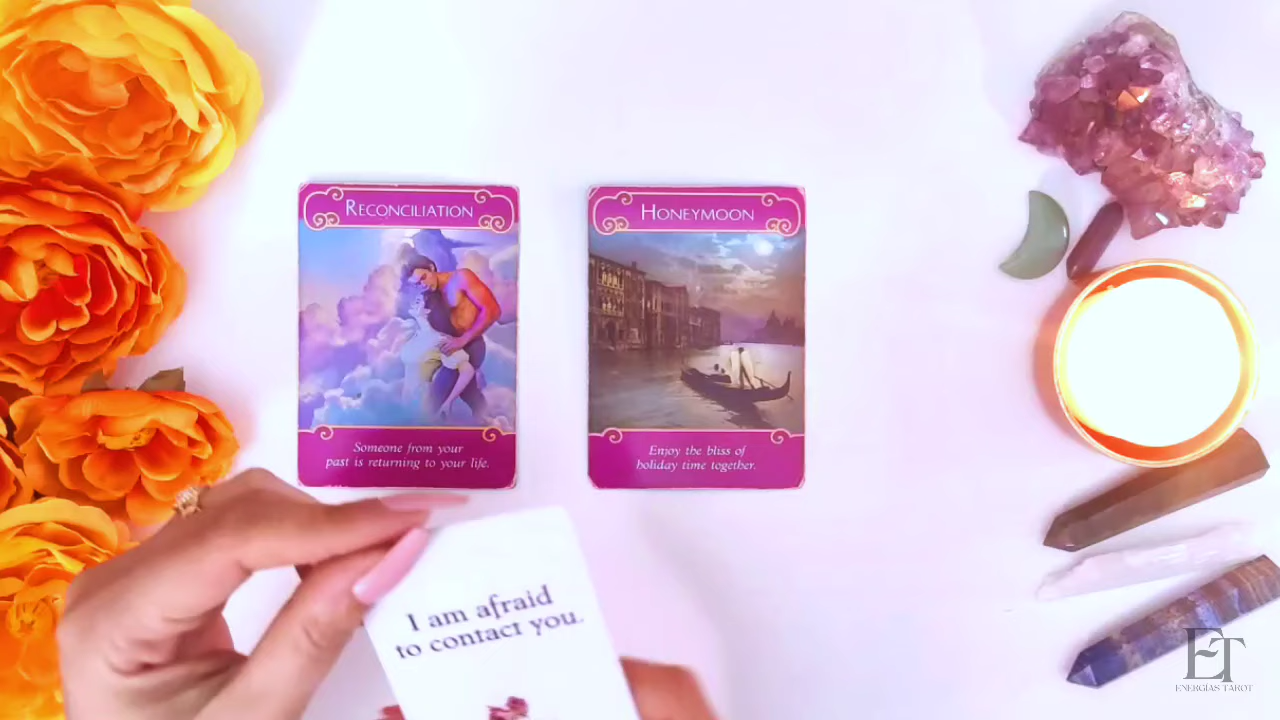 RECONCILIATION
Someone from your
past is returning to your life.
HONEYMOON
Enjoy the bliss of
holiday time together.
I am afraid
to contact you.
ET
ENERGÍAS TAROT